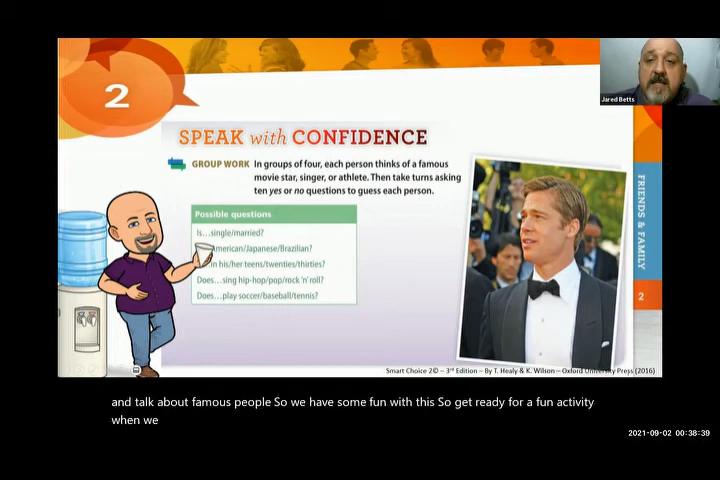 2
Jared Betts
SPEAK with CONFIDENCE
GROUP WORK In groups of four, each person thinks of a famous
movie star, singer, or athlete. Then take turns asking
ten yes or no questions to guess each person.
Possible questions
Is...single/married?
American/Japanese/Brazilian?
in his/her teens/twenties/thirties?
Does...sing hip-hop/pop/rock 'n' roll?
Does...play soccer/baseball/tennis?
FRIENDS & FAMILY
2
Smart Choice 2© – 3rd Edition – By T. Healy & K. Wilson – Oxford University Press (2016)
and talk about famous people So we have some fun with this So get ready for a fun activity
when we
2021-09-02 00:38:39